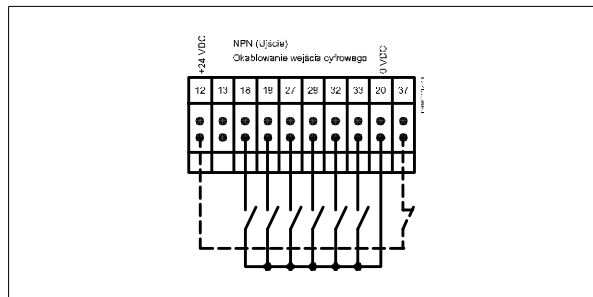 +24 VDC
NPN (Ujście)
Okablowanie wejścia cyfrowego
0 VDC
12 13 18 19 27 29 32 33 20 37